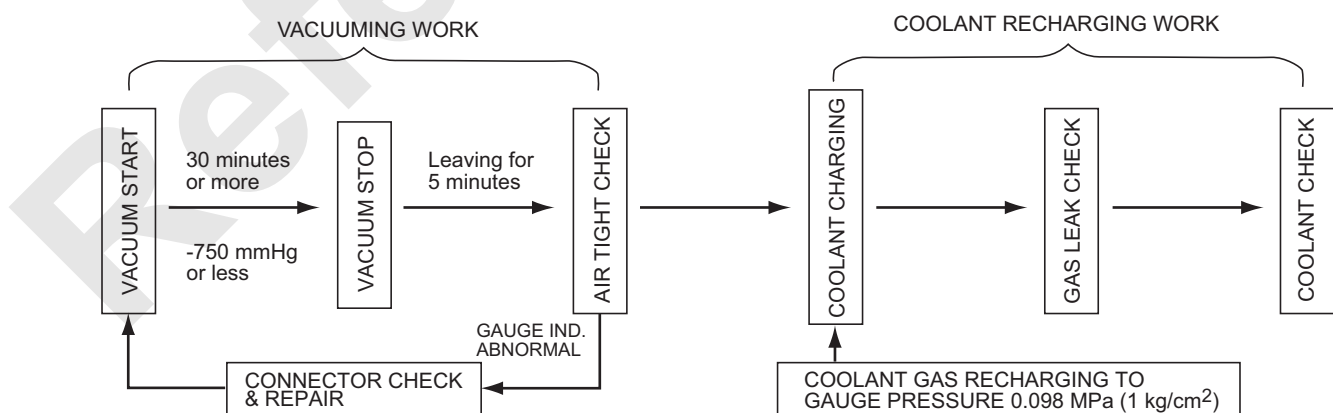 VACUUMING WORK
COOLANT RECHARGING WORK
VACUUM START
30 minutes
or more
-750 mmHg
or less
VACUUM STOP
Leaving for
5 minutes
AIR TIGHT CHECK
COOLANT CHARGING
GAS LEAK CHECK
COOLANT CHECK
GAUGE IND.
ABNORMAL
CONNECTOR CHECK
& REPAIR
COOLANT GAS RECHARGING TO
GAUGE PRESSURE 0.098 MPa (1 kg/cm²)